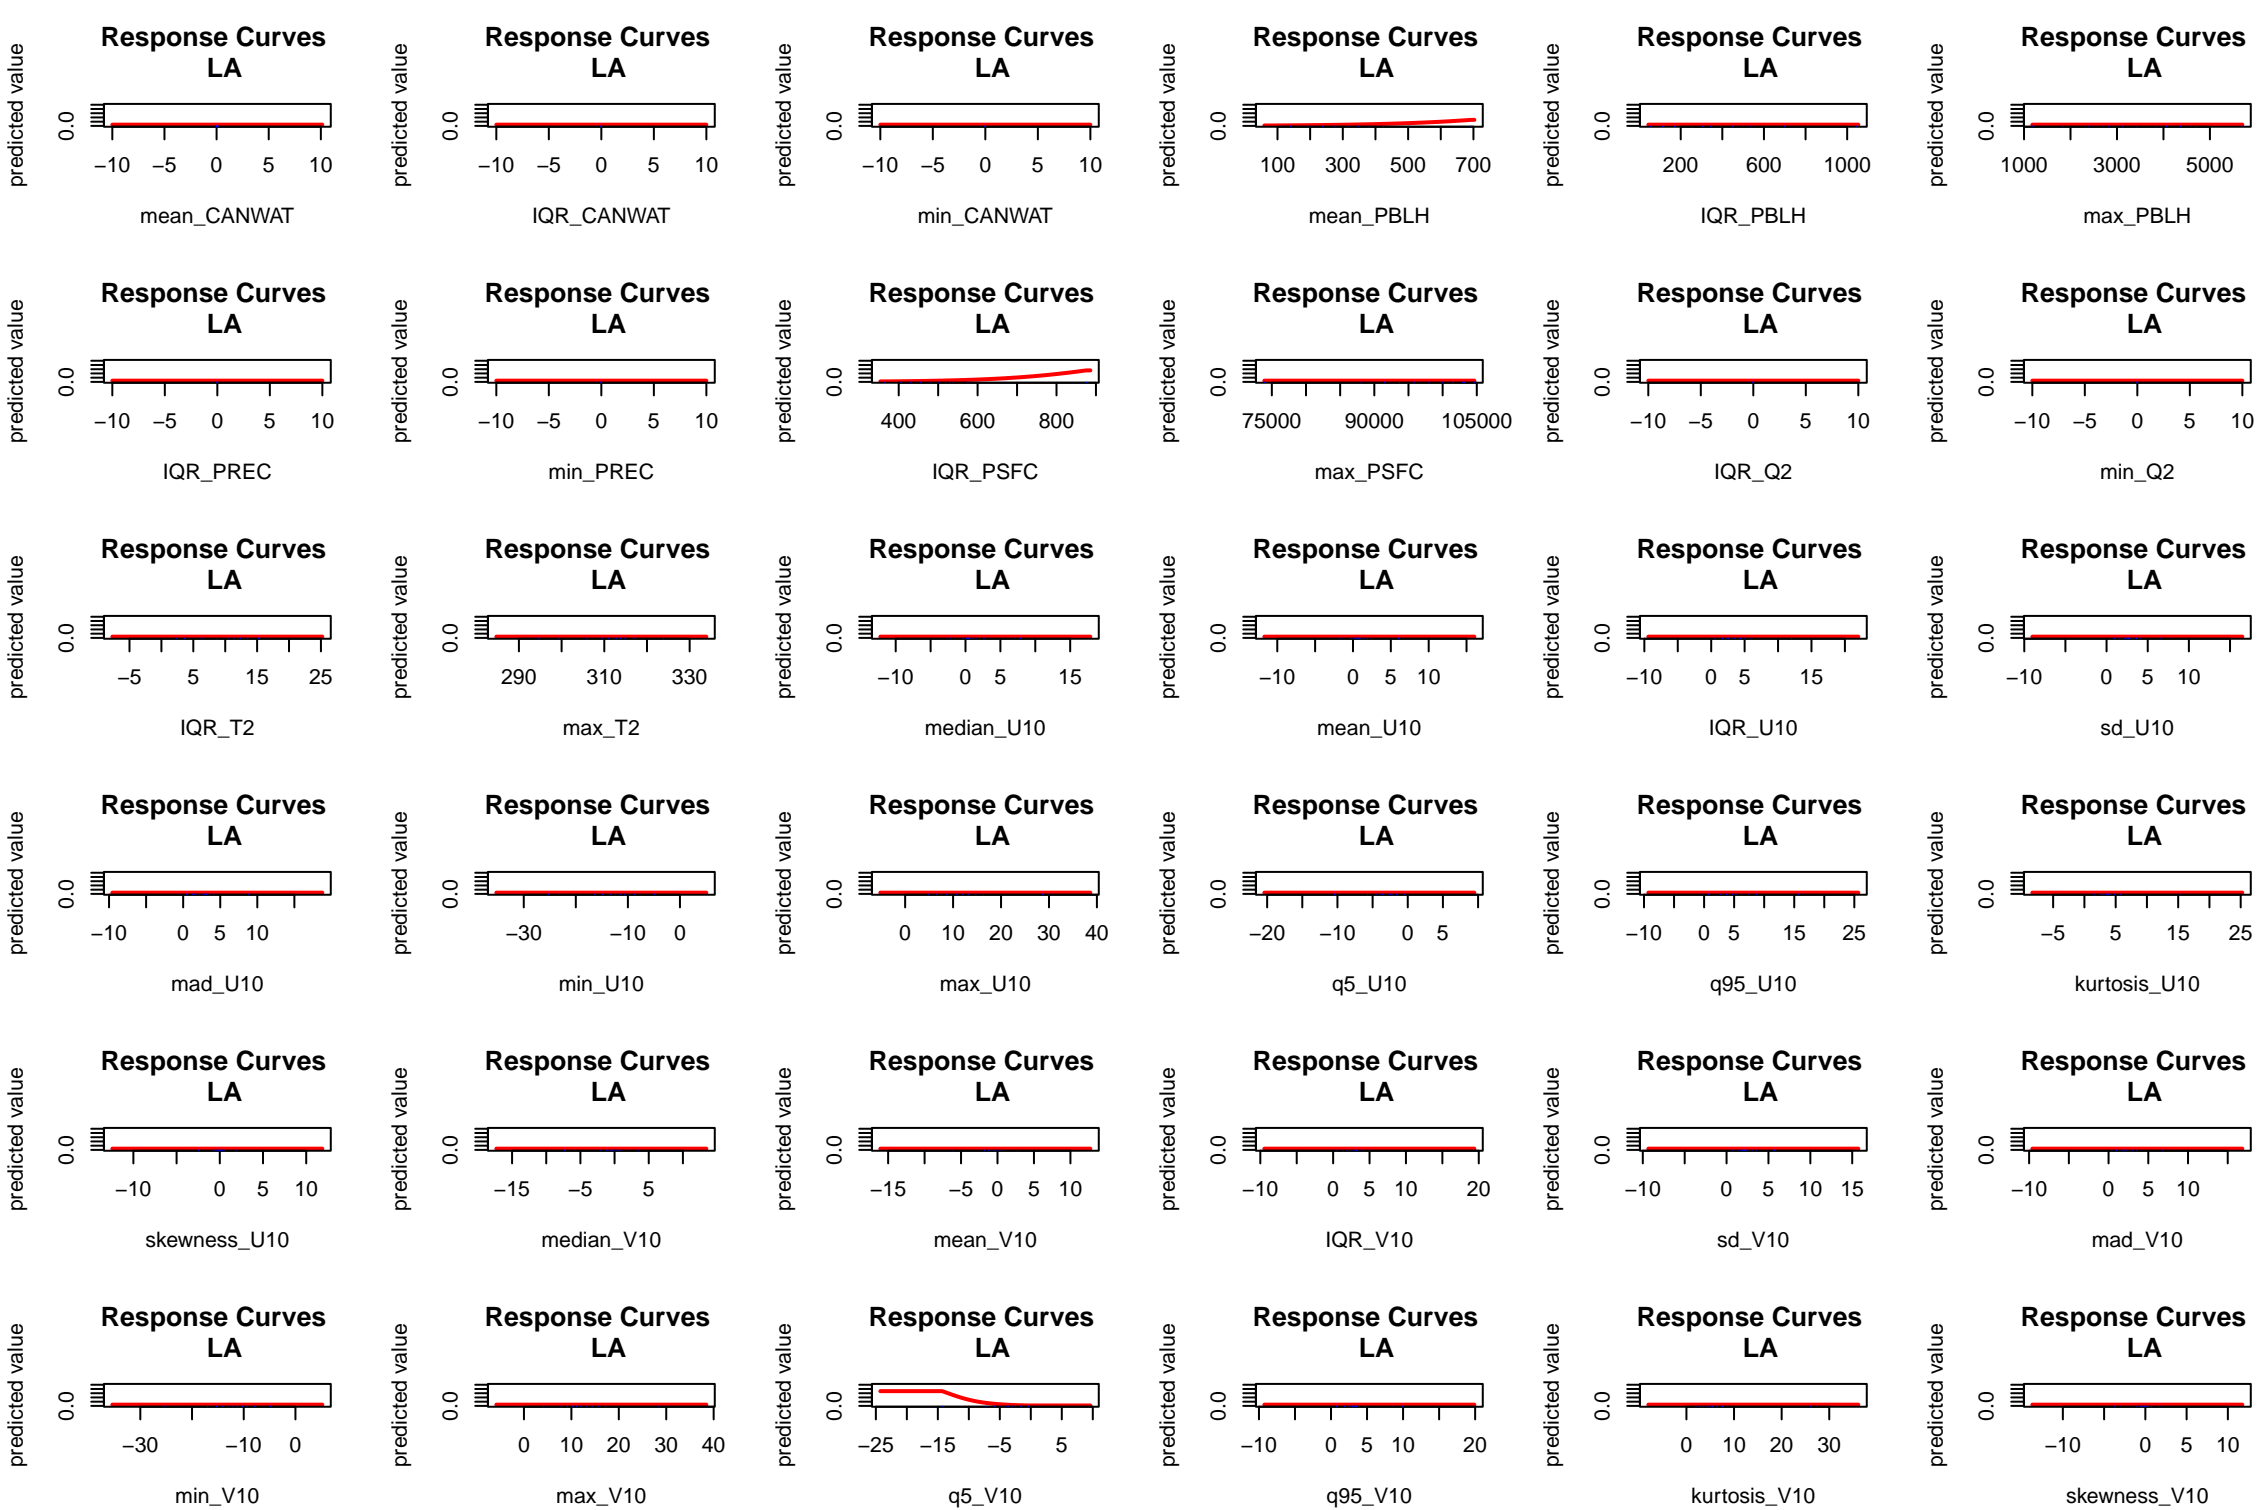 Response Curves Response Curves Response Curves Response Curves Response Curves Response Curves
LA LA LA LA LA LA
predicted value predicted value predicted value predicted value predicted value predicted value
0.0 0.0 0.0 0.0 0.0 0.0
−10 −5 0 5 10 −10 −5 0 5 10 −10 −5 0 5 10 100 300 500 700 200 600 1000 1000 3000 5000
mean_CANWAT IQR_CANWAT min_CANWAT mean_PBLH IQR_PBLH max_PBLH
Response Curves Response Curves Response Curves Response Curves Response Curves Response Curves
LA LA LA LA LA LA
predicted value predicted value predicted value predicted value predicted value predicted value
0.0 0.0 0.0 0.0 0.0 0.0
−10 −5 0 5 10 −10 −5 0 5 10 400 600 800 75000 90000 105000 −10 −5 0 5 10 −10 −5 0 5 10
IQR_PREC min_PREC IQR_PSFC max_PSFC IQR_Q2 min_Q2
Response Curves Response Curves Response Curves Response Curves Response Curves Response Curves
LA LA LA LA LA LA
predicted value predicted value predicted value predicted value predicted value predicted value
0.0 0.0 0.0 0.0 0.0 0.0
−5 5 15 25 290 310 330 −10 0 5 15 −10 0 5 10 −10 0 5 15 −10 0 5 10
IQR_T2 max_T2 median_U10 mean_U10 IQR_U10 sd_U10
Response Curves Response Curves Response Curves Response Curves Response Curves Response Curves
LA LA LA LA LA LA
predicted value predicted value predicted value predicted value predicted value predicted value
0.0 0.0 0.0 0.0 0.0 0.0
−10 0 5 10 −30 −10 0 0 10 20 30 40 −20 −10 0 5 −10 0 5 15 25 −5 5 15 25
mad_U10 min_U10 max_U10 q5_U10 q95_U10 kurtosis_U10
Response Curves Response Curves Response Curves Response Curves Response Curves Response Curves
LA LA LA LA LA LA
predicted value predicted value predicted value predicted value predicted value predicted value
0.0 0.0 0.0 0.0 0.0 0.0
−10 0 5 10 −15 −5 5 −15 −5 0 5 10 −10 0 5 10 20 −10 0 5 10 15 −10 0 5 10
skewness_U10 median_V10 mean_V10 IQR_V10 sd_V10 mad_V10
Response Curves Response Curves Response Curves Response Curves Response Curves Response Curves
LA LA LA LA LA LA
predicted value predicted value predicted value predicted value predicted value predicted value
0.0 0.0 0.0 0.0 0.0 0.0
−30 −10 0 0 10 20 30 40 −25 −15 −5 5 −10 0 5 10 20 0 10 20 30 −10 0 5 10
min_V10 max_V10 q5_V10 q95_V10 kurtosis_V10 skewness_V10